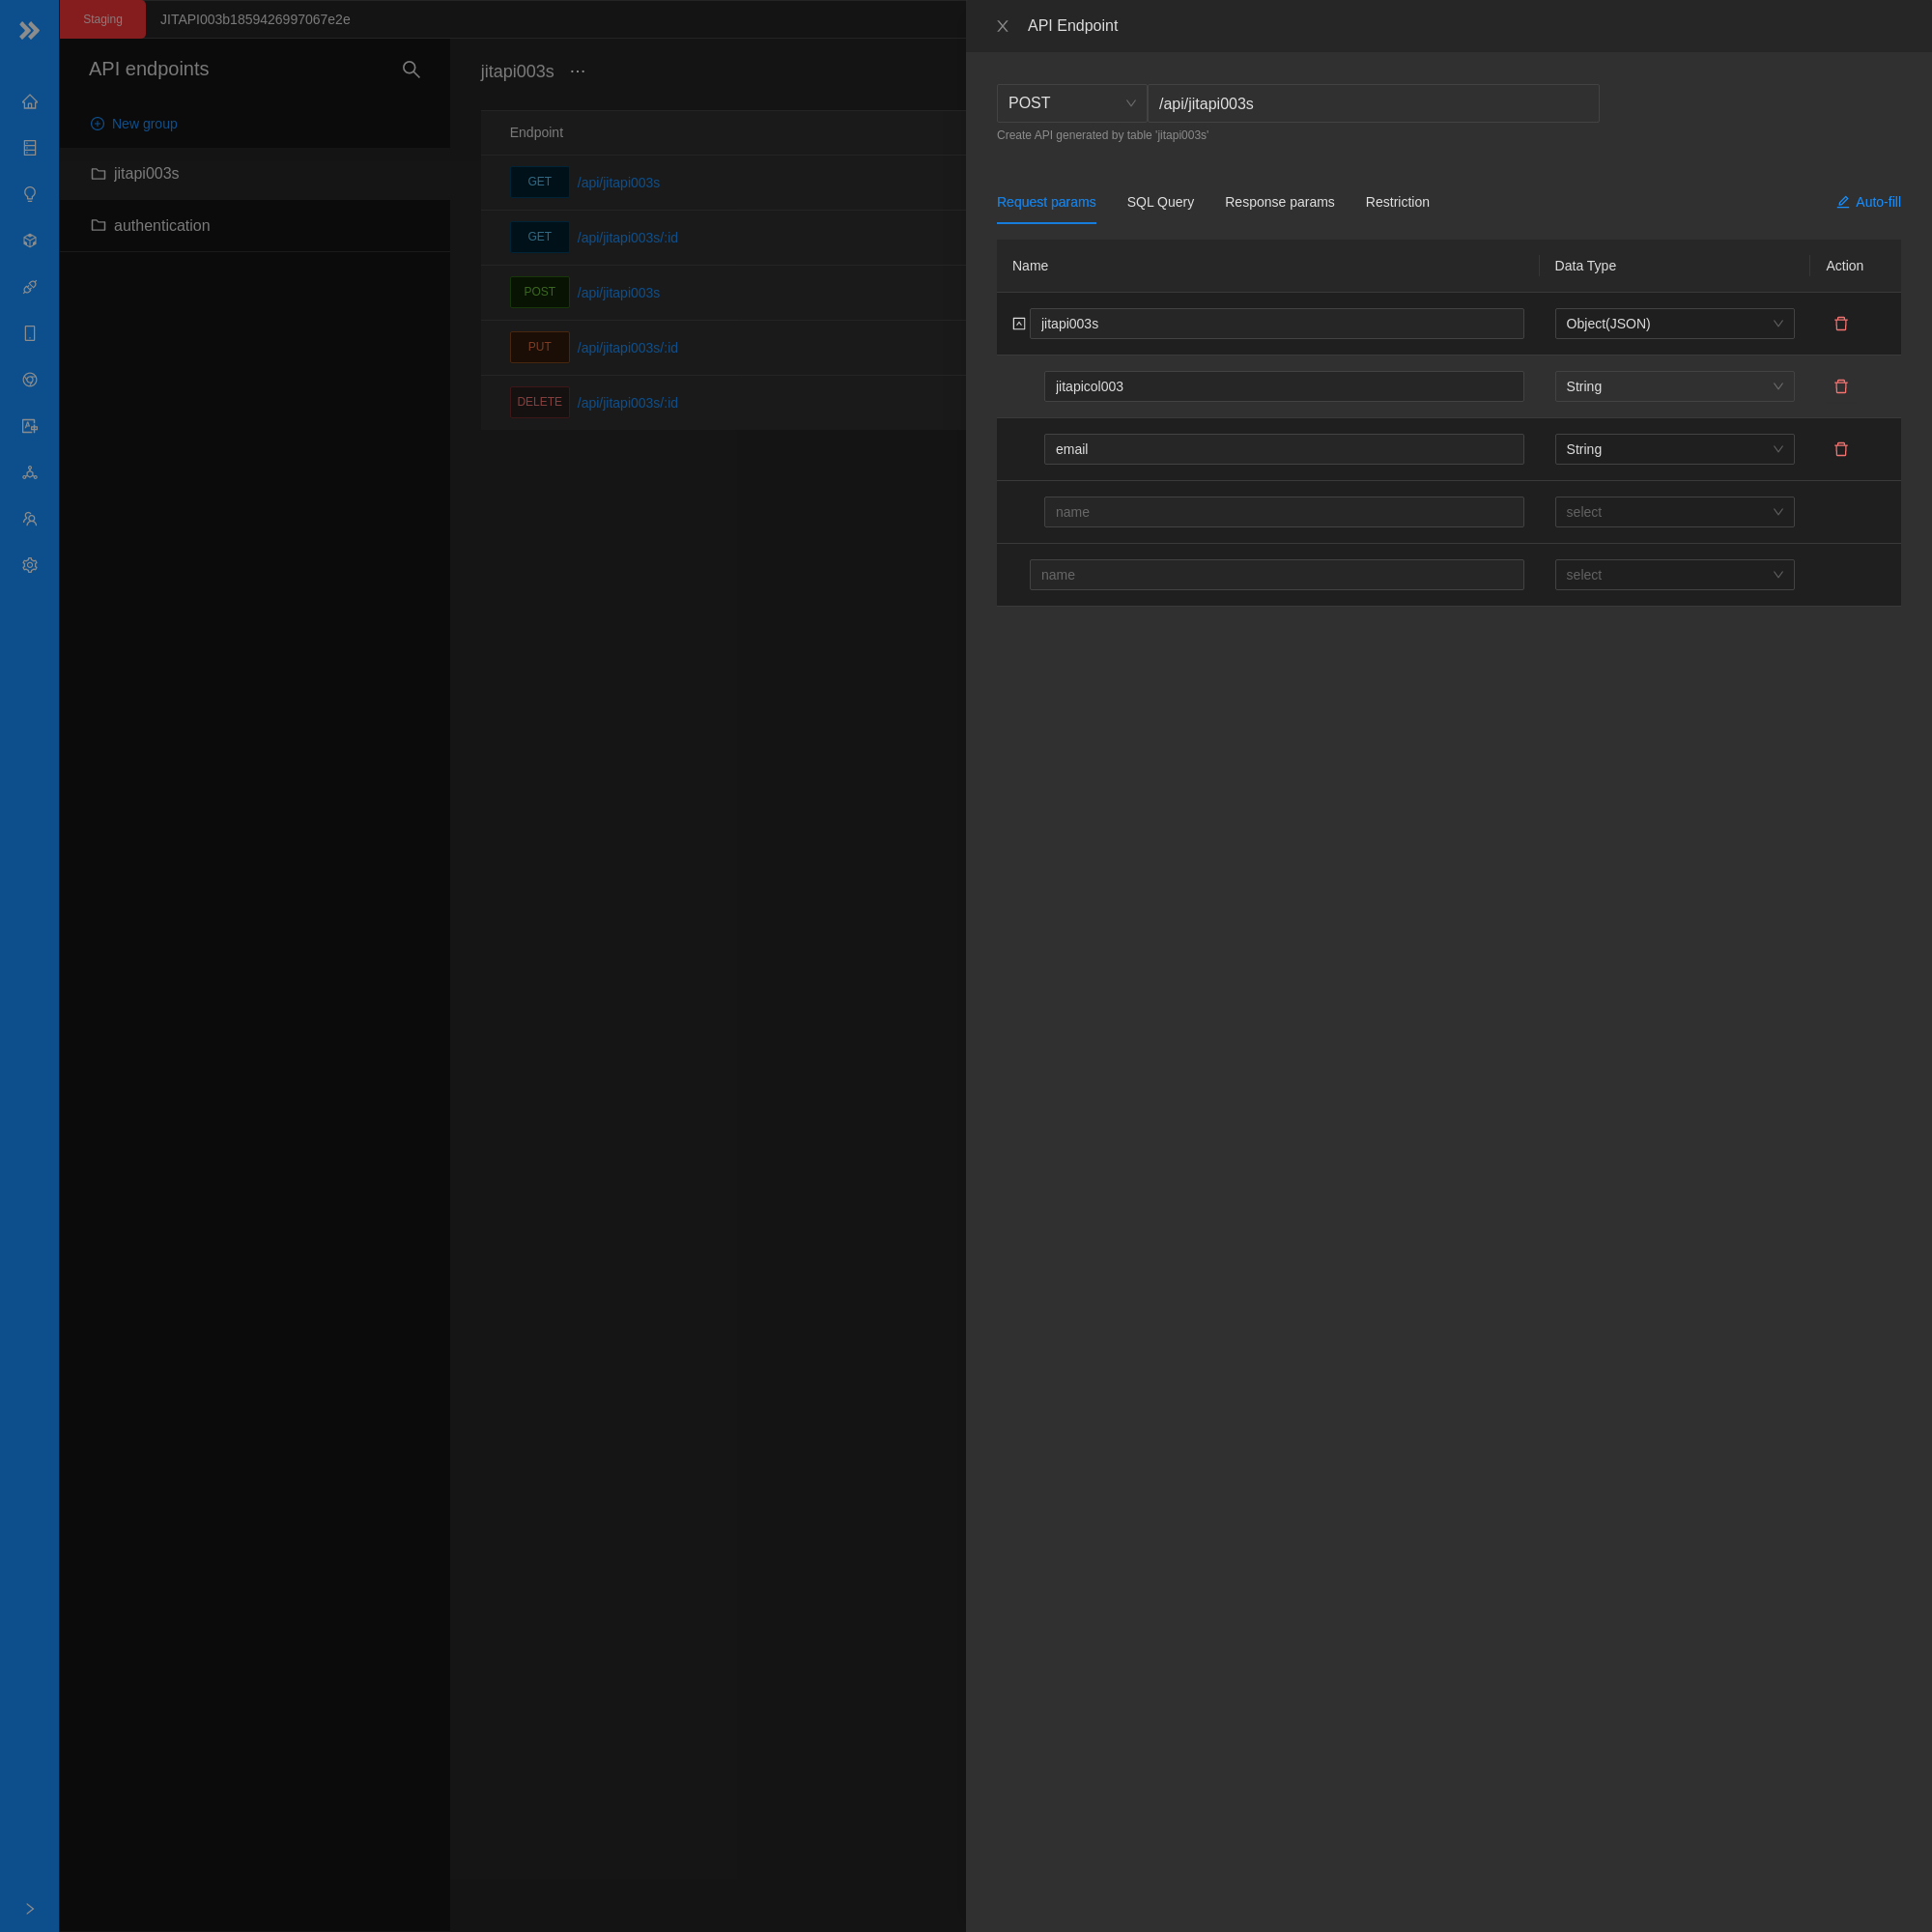 Staging
JITAPI003b1859426997067e2e
API endpoints
New group
jitapi003s
authentication
jitapi003s ...
Endpoint
GET /api/jitapi003s
GET /api/jitapi003s/:id
POST /api/jitapi003s
PUT /api/jitapi003s/:id
DELETE /api/jitapi003s/:id
API Endpoint
POST /api/jitapi003s
Create API generated by table 'jitapi003s'
Request params SQL Query Response params Restriction Auto-fill
Name Data Type Action
jitapi003s Object(JSON)
jitapicol003 String
email String
name select
name select